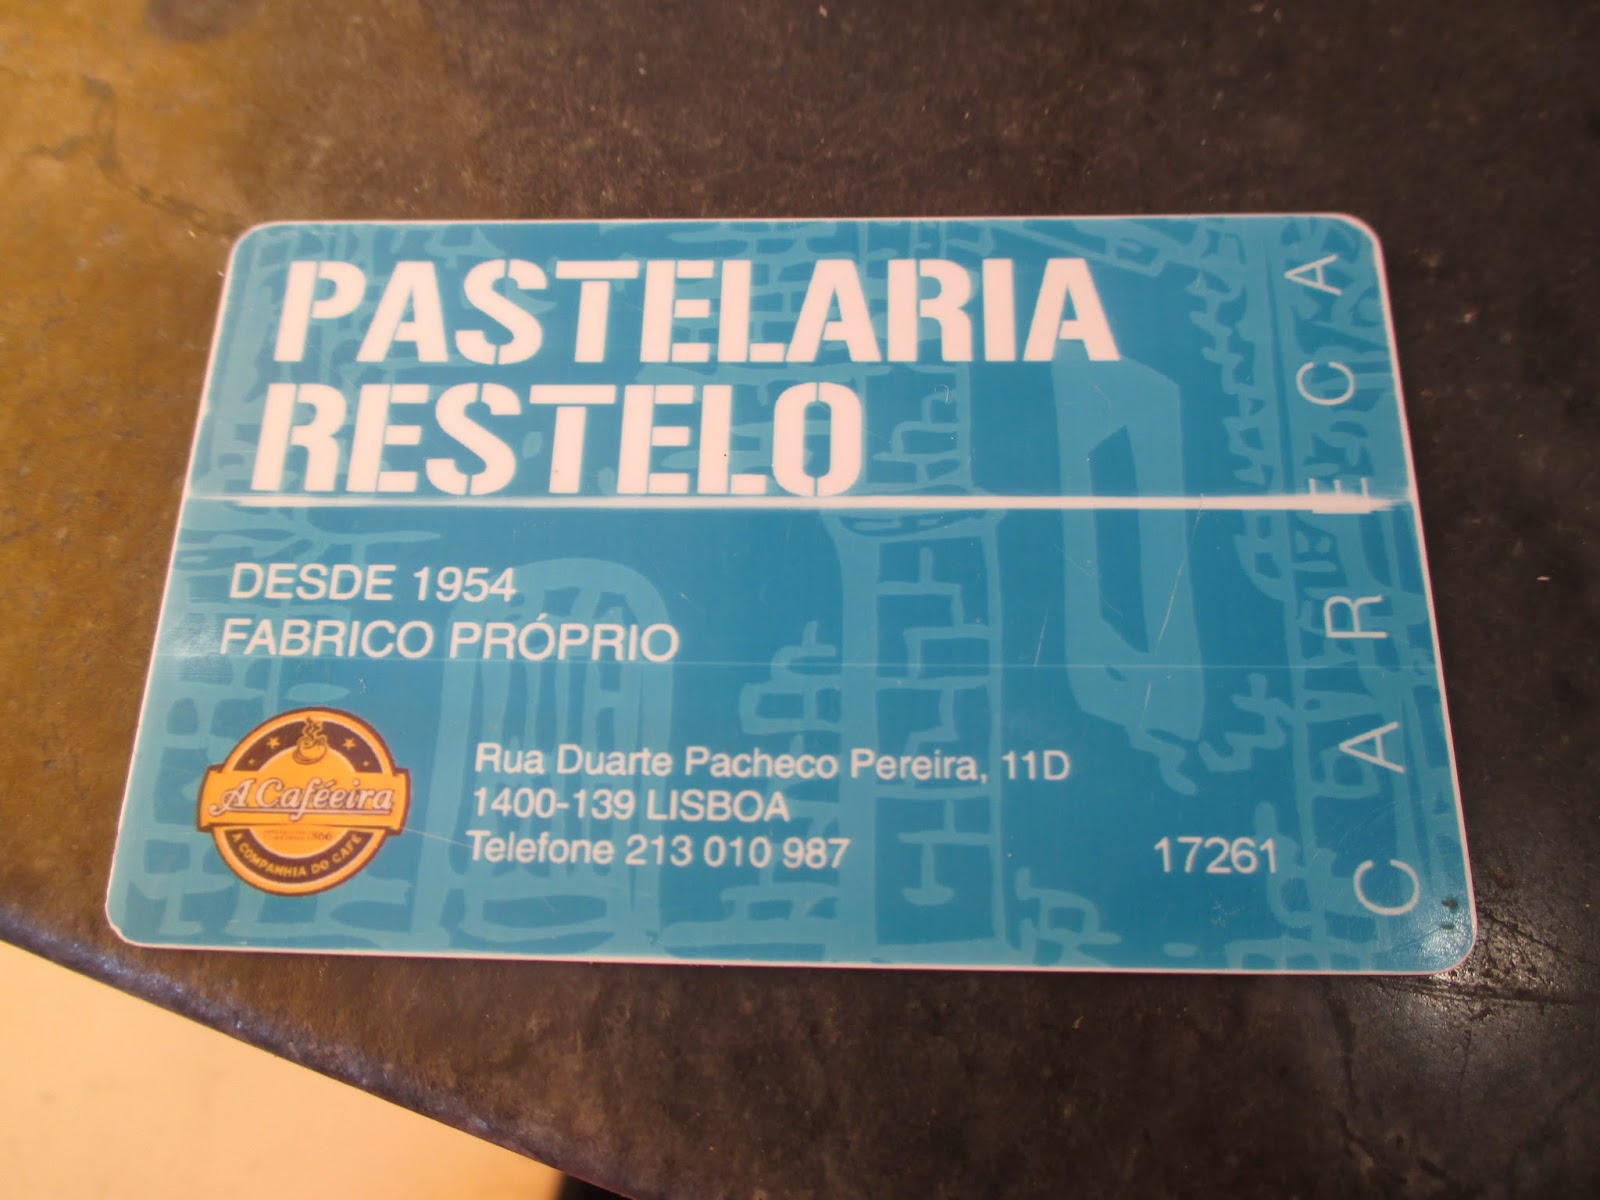 PASTELARIA
RESTELO
DESDE 1954
FABRICO PRÓPRIO
A Caféeira
A COMPANHIA DO CAFÉ
Rua Duarte Pacheco Pereira, 11D
1400-139 LISBOA
Telefone 213 010 987
17261
CARECA